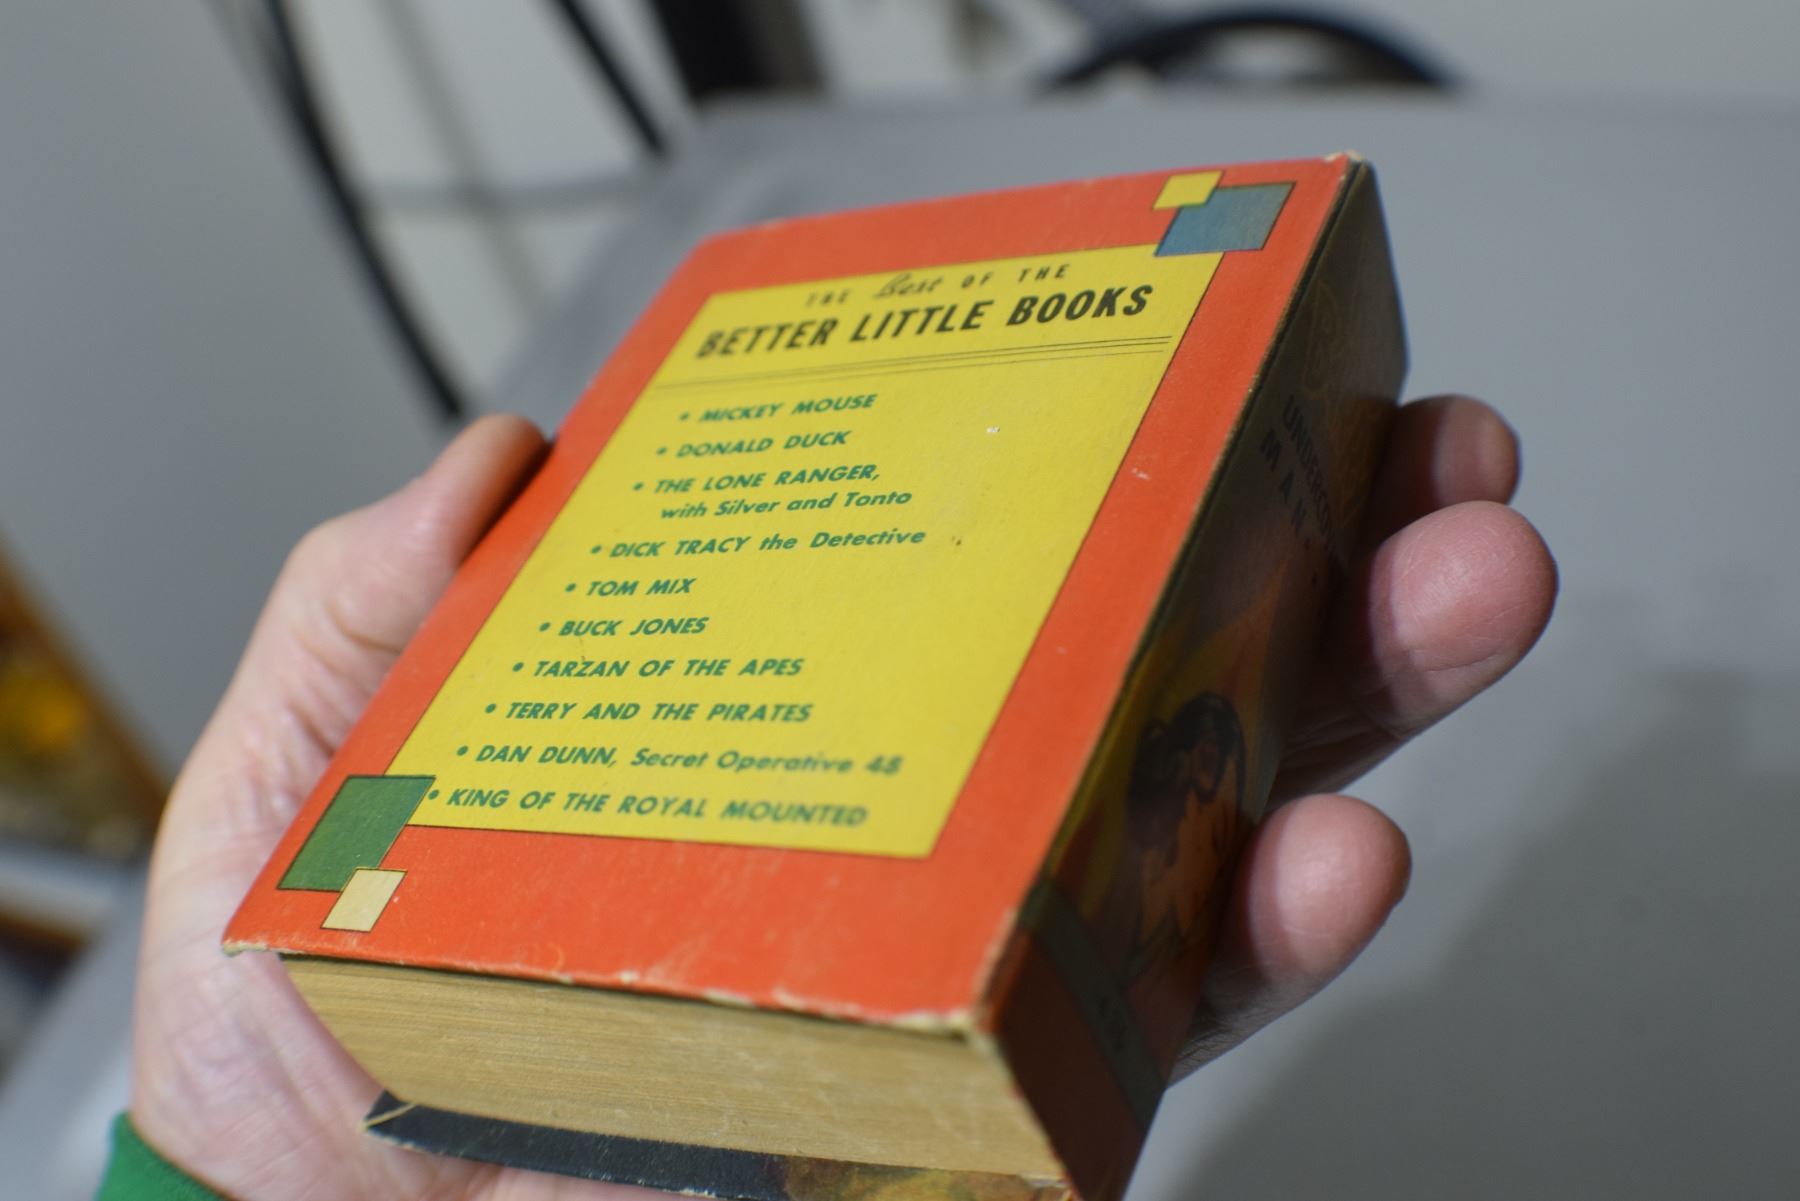 THE Best OF THE
BETTER LITTLE BOOKS
• MICKEY MOUSE
• DONALD DUCK
• THE LONE RANGER,
with Silver and Tonto
• DICK TRACY the Detective
• TOM MIX
• BUCK JONES
• TARZAN OF THE APES
• TERRY AND THE PIRATES
• DAN DUNN, Secret Operative 48
• KING OF THE ROYAL MOUNTED
MAN